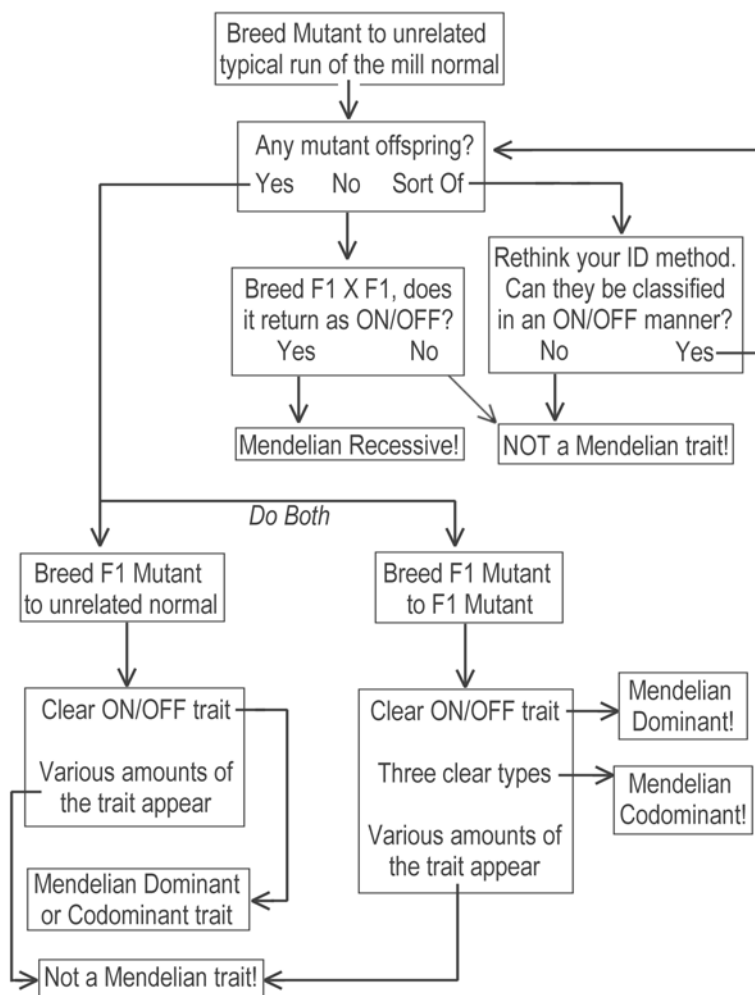 Breed Mutant to unrelated
typical run of the mill normal
Any mutant offspring?
Yes No Sort Of
Breed F1 X F1, does
it return as ON/OFF?
Yes No
Rethink your ID method.
Can they be classified
in an ON/OFF manner?
No Yes
Mendelian Recessive!
NOT a Mendelian trait!
Do Both
Breed F1 Mutant
to unrelated normal
Breed F1 Mutant
to F1 Mutant
Clear ON/OFF trait
Various amounts of
the trait appear
Clear ON/OFF trait
Three clear types
Various amounts of
the trait appear
Mendelian
Dominant!
Mendelian
Codominant!
Mendelian Dominant
or Codominant trait
Not a Mendelian trait!